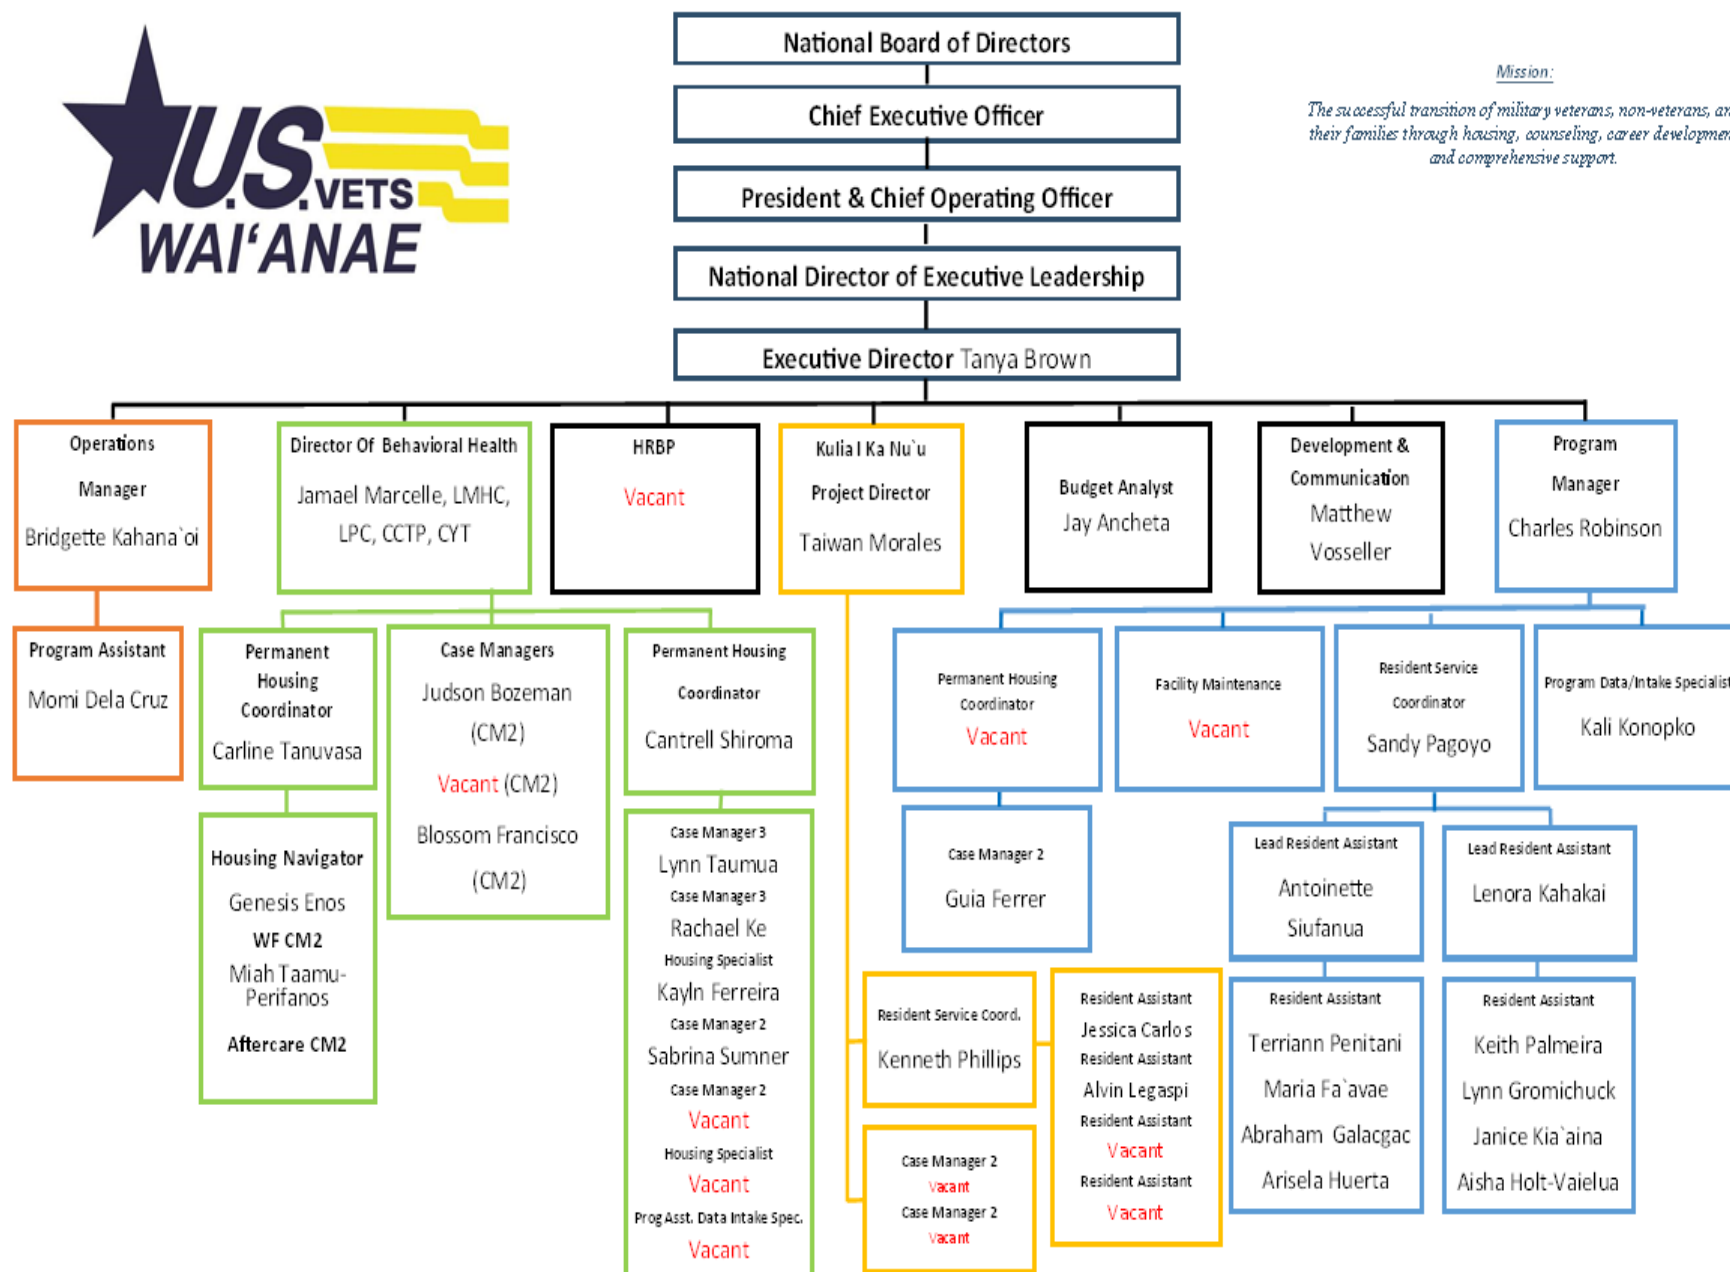 U.S.VETS
WAI‘ANAE
National Board of Directors
Chief Executive Officer
President & Chief Operating Officer
National Director of Executive Leadership
Executive Director Tanya Brown
Mission:
The successful transition of military veterans, non-veterans, an
their families through housing, counseling, career developmen
and comprehensive support.
Operations
Manager
Bridgette Kahana`oi
Director Of Behavioral Health
Jamael Marcelle, LMHC,
LPC, CCTP, CYT
HRBP
Vacant
Kulia I Ka Nu`u
Project Director
Taiwan Morales
Budget Analyst
Jay Ancheta
Development &
Communication
Matthew
Vosseller
Program
Manager
Charles Robinson
Program Assistant
Momi Dela Cruz
Permanent
Housing
Coordinator
Carline Tanuvasa
Case Managers
Judson Bozeman
(CM2)
Vacant (CM2)
Blossom Francisco
(CM2)
Permanent Housing
Coordinator
Cantrell Shiroma
Permanent Housing
Coordinator
Vacant
Facility Maintenance
Vacant
Resident Service
Coordinator
Sandy Pagoyo
Program Data/Intake Specialist
Kali Konopko
Housing Navigator
Genesis Enos
WF CM2
Miah Taamu-
Perifanos
Aftercare CM2
Case Manager 3
Lynn Taumua
Case Manager 3
Rachael Ke
Housing Specialist
Kayln Ferreira
Case Manager 2
Sabrina Sumner
Case Manager 2
Vacant
Housing Specialist
Vacant
Prog Asst. Data Intake Spec.
Vacant
Case Manager 2
Guia Ferrer
Lead Resident Assistant
Antoinette
Siufanua
Lead Resident Assistant
Lenora Kahakai
Resident Service Coord.
Kenneth Phillips
Case Manager 2
Vacant
Case Manager 2
Vacant
Resident Assistant
Jessica Carlos
Resident Assistant
Alvin Legaspi
Resident Assistant
Vacant
Resident Assistant
Vacant
Resident Assistant
Terriann Penitani
Maria Fa`avae
Abraham Galacgac
Arisela Huerta
Resident Assistant
Keith Palmeira
Lynn Gromichuck
Janice Kia`aina
Aisha Holt-Vaielua